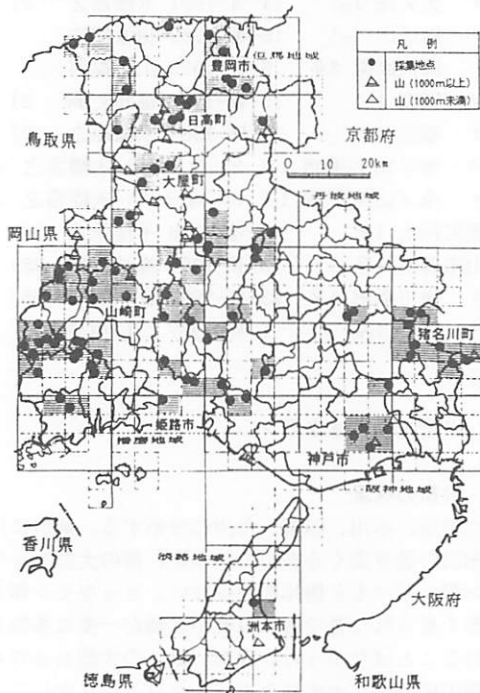 凡　例
採集地点
山（1000m以上）
山（1000m未満）
但馬地域
豊岡市
日高町
鳥取県
京都府
0 10 20km
大屋町
丹波地域
岡山県
山崎町
猪名川町
姫路市
播磨地域
神戸市
阪神地域
香川県
淡路地域
大阪府
洲本市
徳島県
和歌山県